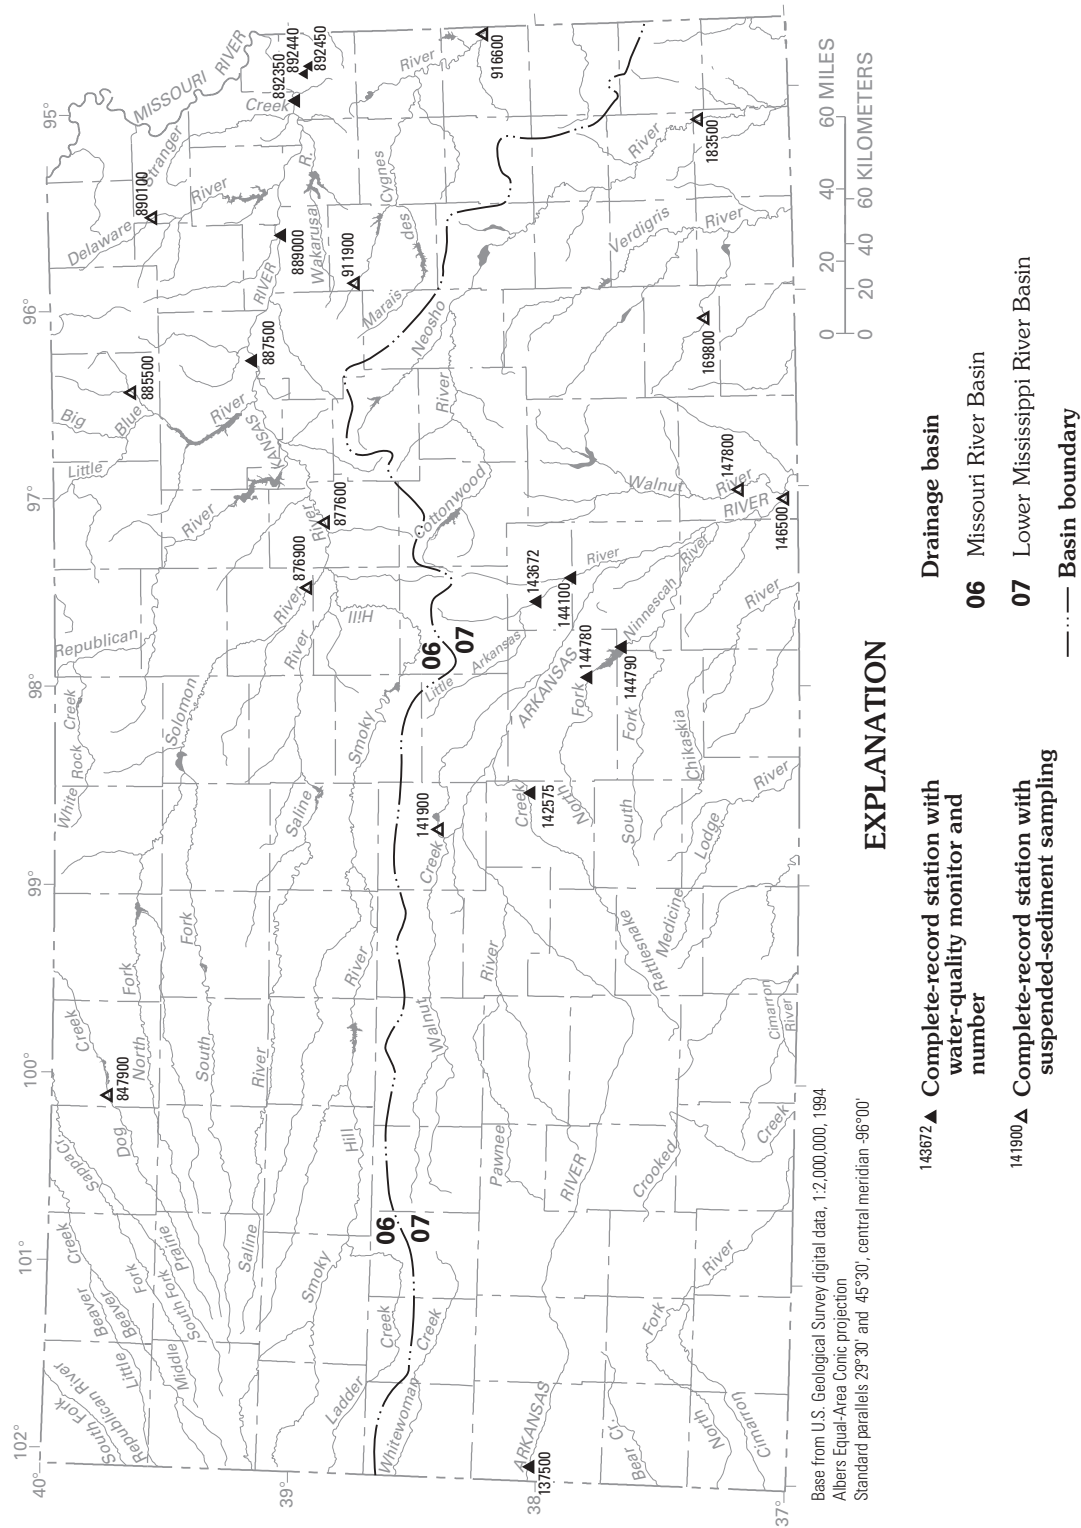 102°
101°
100°
99°
98°
97°
96°
95°
40°
39°
38°
37°
South Fork
Republican River
Little
Beaver
Beaver
Creek
Middle
Fork
South Fork
Prairie
Sappa Cr.
Dog
Creek
847900
North
Fork
South
Fork
Solomon
River
White Rock Creek
Republican
River
Little
Big
Blue
River
885500
Delaware
River
890100
Stranger
Creek
MISSOURI RIVER
892350
892440
892450
Saline
River
Saline
River
876900
River
877600
KANSAS
887500
RIVER
889000
Wakarusa R.
Smoky
Hill
River
Smoky
Hill
Ladder
Creek
Whitewoman
Creek
06
07
06
07
Walnut
Creek
141900
Little Arkansas
River
143672
144100
Cottonwood
River
Neosho
River
Marais
des
Cygnes
River
911900
916600
183500
Verdigris
River
169800
Walnut
River
147800
RIVER
146500
Pawnee
River
ARKANSAS
RIVER
137500
ARKANSAS
Rattlesnake
Creek
142575
North
Fork
144780
144790
South
Fork
Ninnescah
River
Chikaskia
River
Medicine
Lodge
River
Bear Cr.
North
Fork
Cimarron
River
Crooked
Creek
Cimarron
River
0 20 40 60 MILES
0 20 40 60 KILOMETERS
Base from U.S. Geological Survey digital data, 1:2,000,000, 1994
Albers Equal-Area Conic projection
Standard parallels 29°30' and 45°30', central meridian -96°00'
EXPLANATION
143672 Complete-record station with
water-quality monitor and
number
141900 Complete-record station with
suspended-sediment sampling
Drainage basin
06 Missouri River Basin
07 Lower Mississippi River Basin
Basin boundary